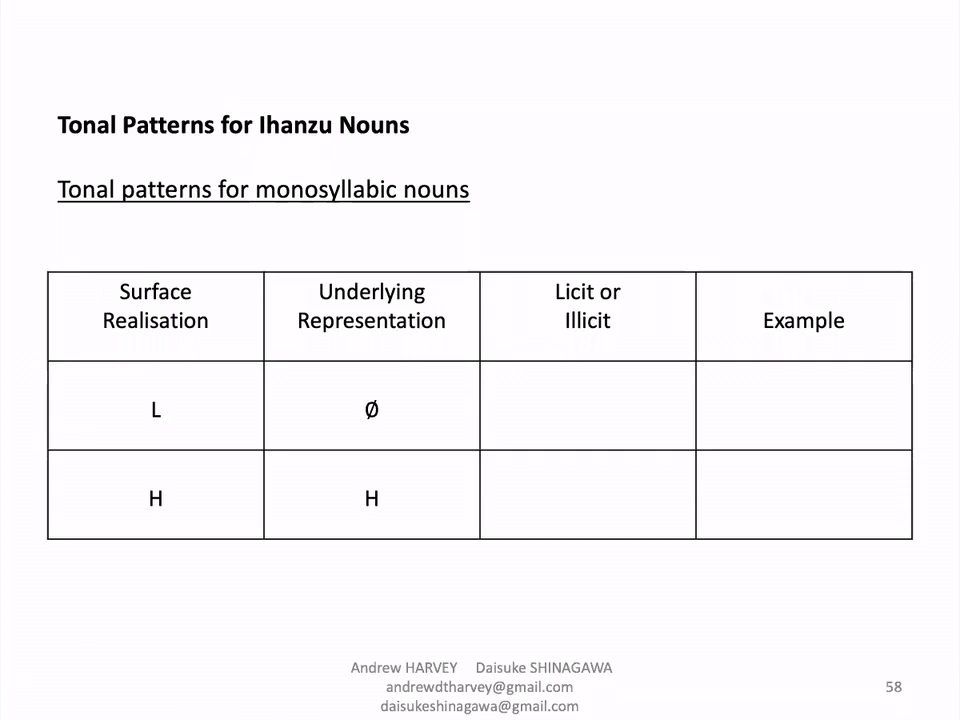 Tonal Patterns for Ihanzu Nouns
Tonal patterns for monosyllabic nouns
Surface Realisation
Underlying Representation
Licit or Illicit
Example
L
Ø
H
H
Andrew HARVEY Daisuke SHINAGAWA
andrewdtharvey@gmail.com
daisukeshinagawa@gmail.com
58